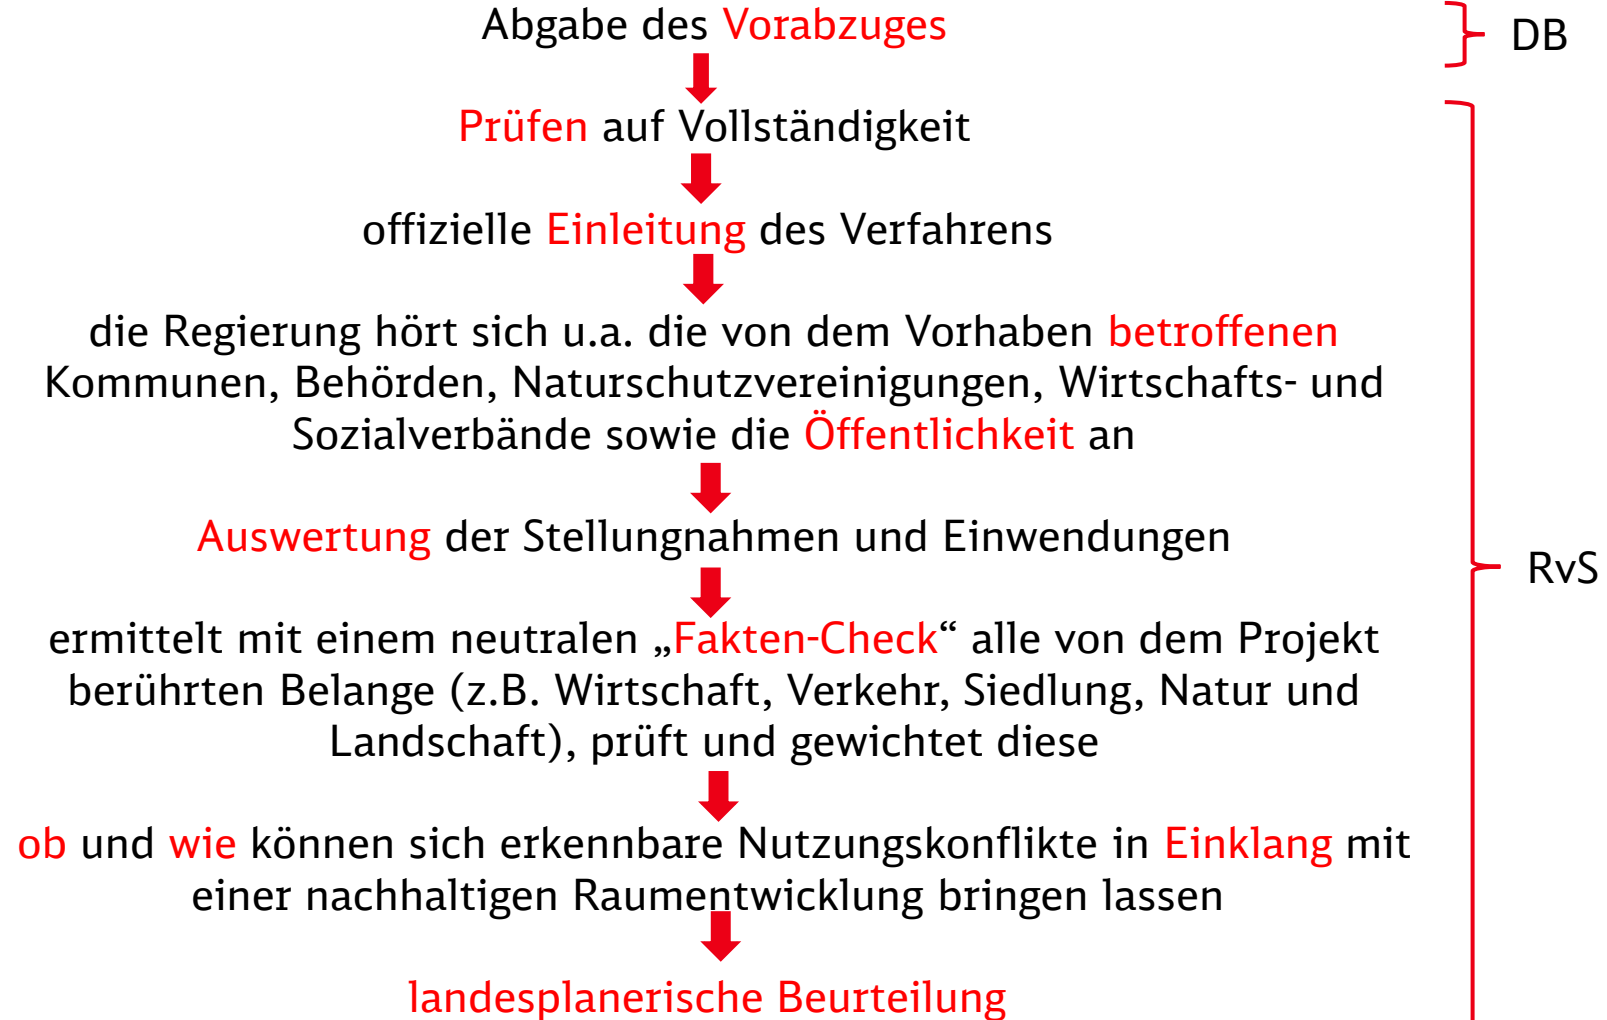 Abgabe des Vorabzuges
DB
Prüfen auf Vollständigkeit
offizielle Einleitung des Verfahrens
die Regierung hört sich u.a. die von dem Vorhaben betroffenen
Kommunen, Behörden, Naturschutzvereinigungen, Wirtschafts- und
Sozialverbände sowie die Öffentlichkeit an
Auswertung der Stellungnahmen und Einwendungen
RvS
ermittelt mit einem neutralen „Fakten-Check“ alle von dem Projekt
berührten Belange (z.B. Wirtschaft, Verkehr, Siedlung, Natur und
Landschaft), prüft und gewichtet diese
ob und wie können sich erkennbare Nutzungskonflikte in Einklang mit
einer nachhaltigen Raumentwicklung bringen lassen
landesplanerische Beurteilung